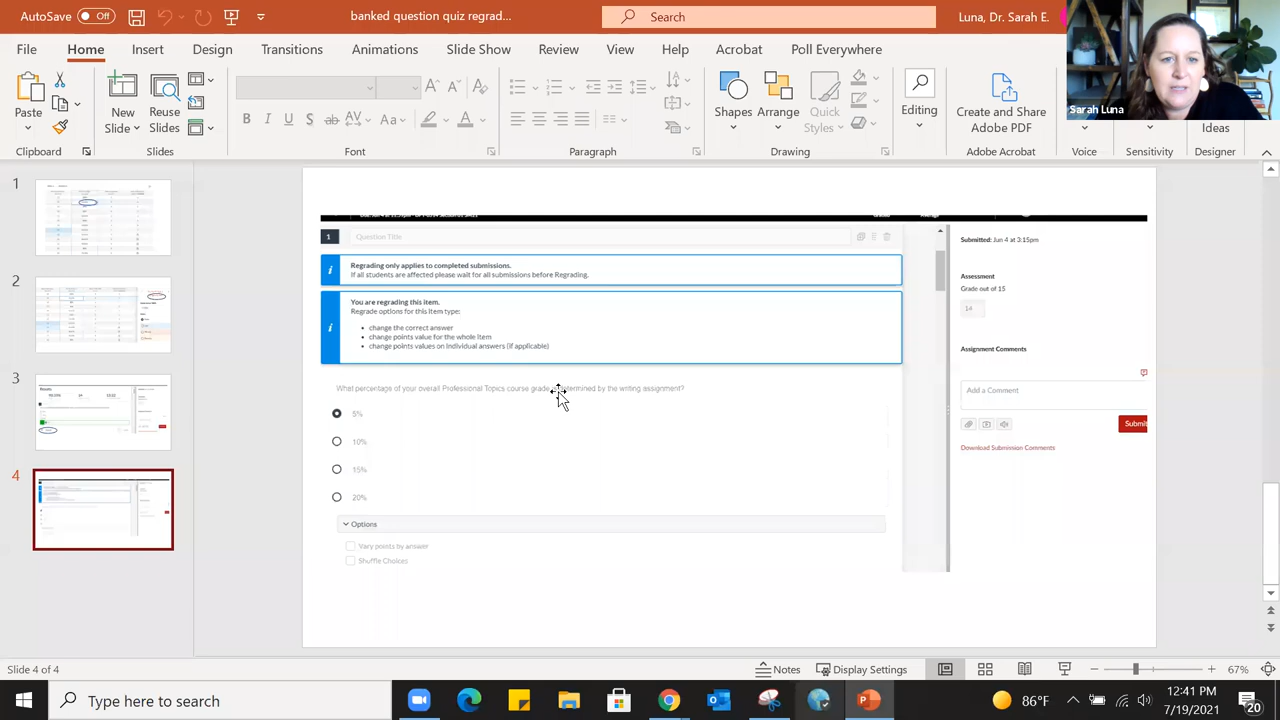 AutoSave Off
banked question quiz regrad...
Search
Luna, Dr. Sarah E.
File Home Insert Design Transitions Animations Slide Show Review View Help Acrobat Poll Everywhere
Paste
New Slide
Reuse Slides
B I U S ab AV Aa A
Shapes
Arrange
Quick Styles
Editing
Create and Share Adobe PDF
Sarah Luna
Ideas
Clipboard Slides Font Paragraph Drawing Adobe Acrobat Voice Sensitivity Designer
1
2
3
4
1 Question Title
Regrading only applies to completed submissions.
If all students are affected please wait for all submissions before Regrading.
You are regrading this item.
Regrade options for this item type:
• change the correct answer
• change points value for the whole item
• change points values on individual answers (if applicable)
What percentage of your overall Professional Topics course grade determined by the writing assignment?
5%
10%
15%
20%
Options
Vary points by answer
Shuffle Choices
Submitted: Jun 4 at 3:15pm
Assessment
Grade out of 15
14
Assignment Comments
Add a Comment
Submit
Download Submission Comments
Slide 4 of 4
Notes Display Settings 67%
Type here to search
86°F
12:41 PM
7/19/2021
20